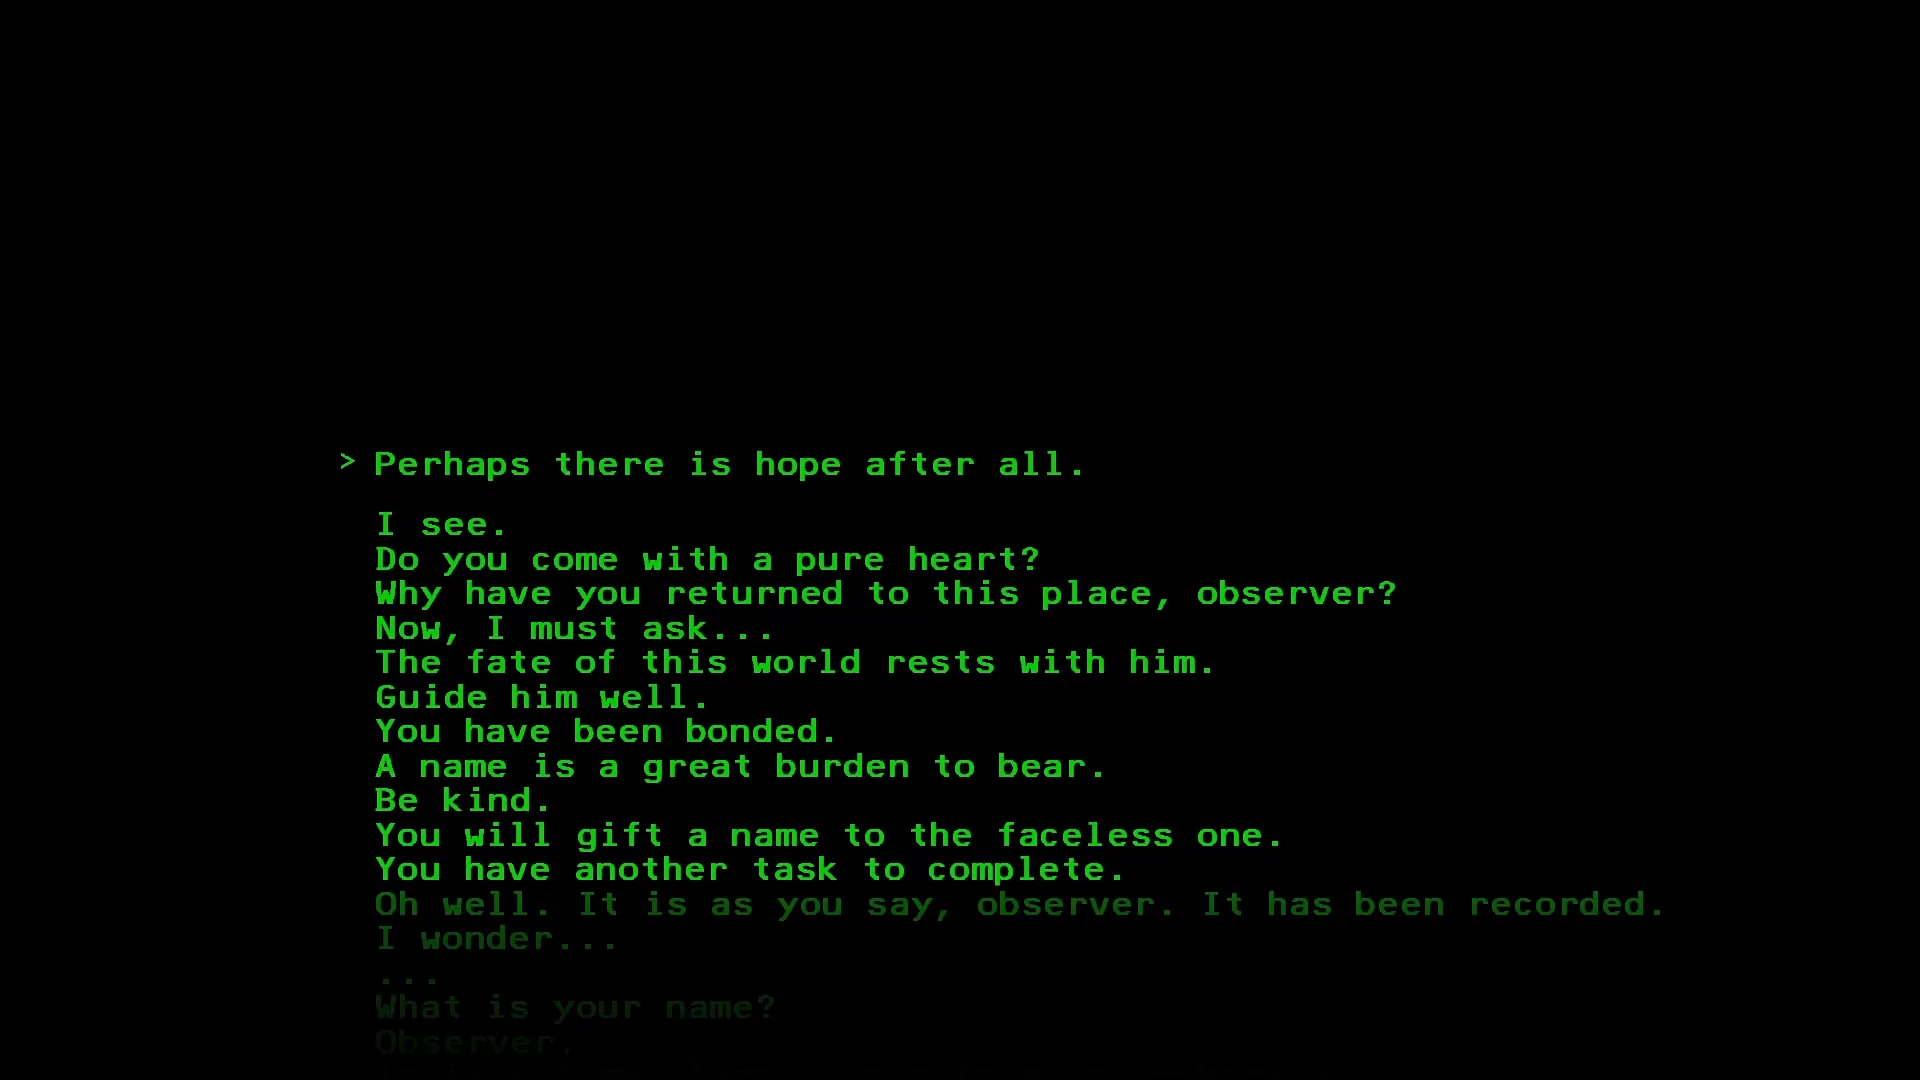 > Perhaps there is hope after all.
I see.
Do you come with a pure heart?
Why have you returned to this place, observer?
Now, I must ask...
The fate of this world rests with him.
Guide him well.
You have been bonded.
A name is a great burden to bear.
Be kind.
You will gift a name to the faceless one.
You have another task to complete.
Oh well. It is as you say, observer. It has been recorded.
I wonder...
...
What is your name?
Observer.